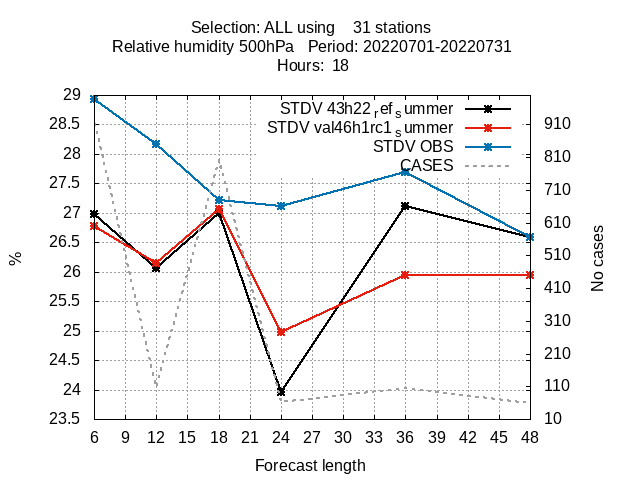 Selection: ALL using    31 stations
Relative humidity 500hPa   Period: 20220701-20220731
Hours:  18
STDV 43h22_ref_summer
STDV val46h1rc1_summer
STDV OBS
CASES
29
28.5
28
27.5
27
26.5
26
25.5
25
24.5
24
23.5
%
910
810
710
610
510
410
310
210
110
10
No cases
6 9 12 15 18 21 24 27 30 33 36 39 42 45 48
Forecast length